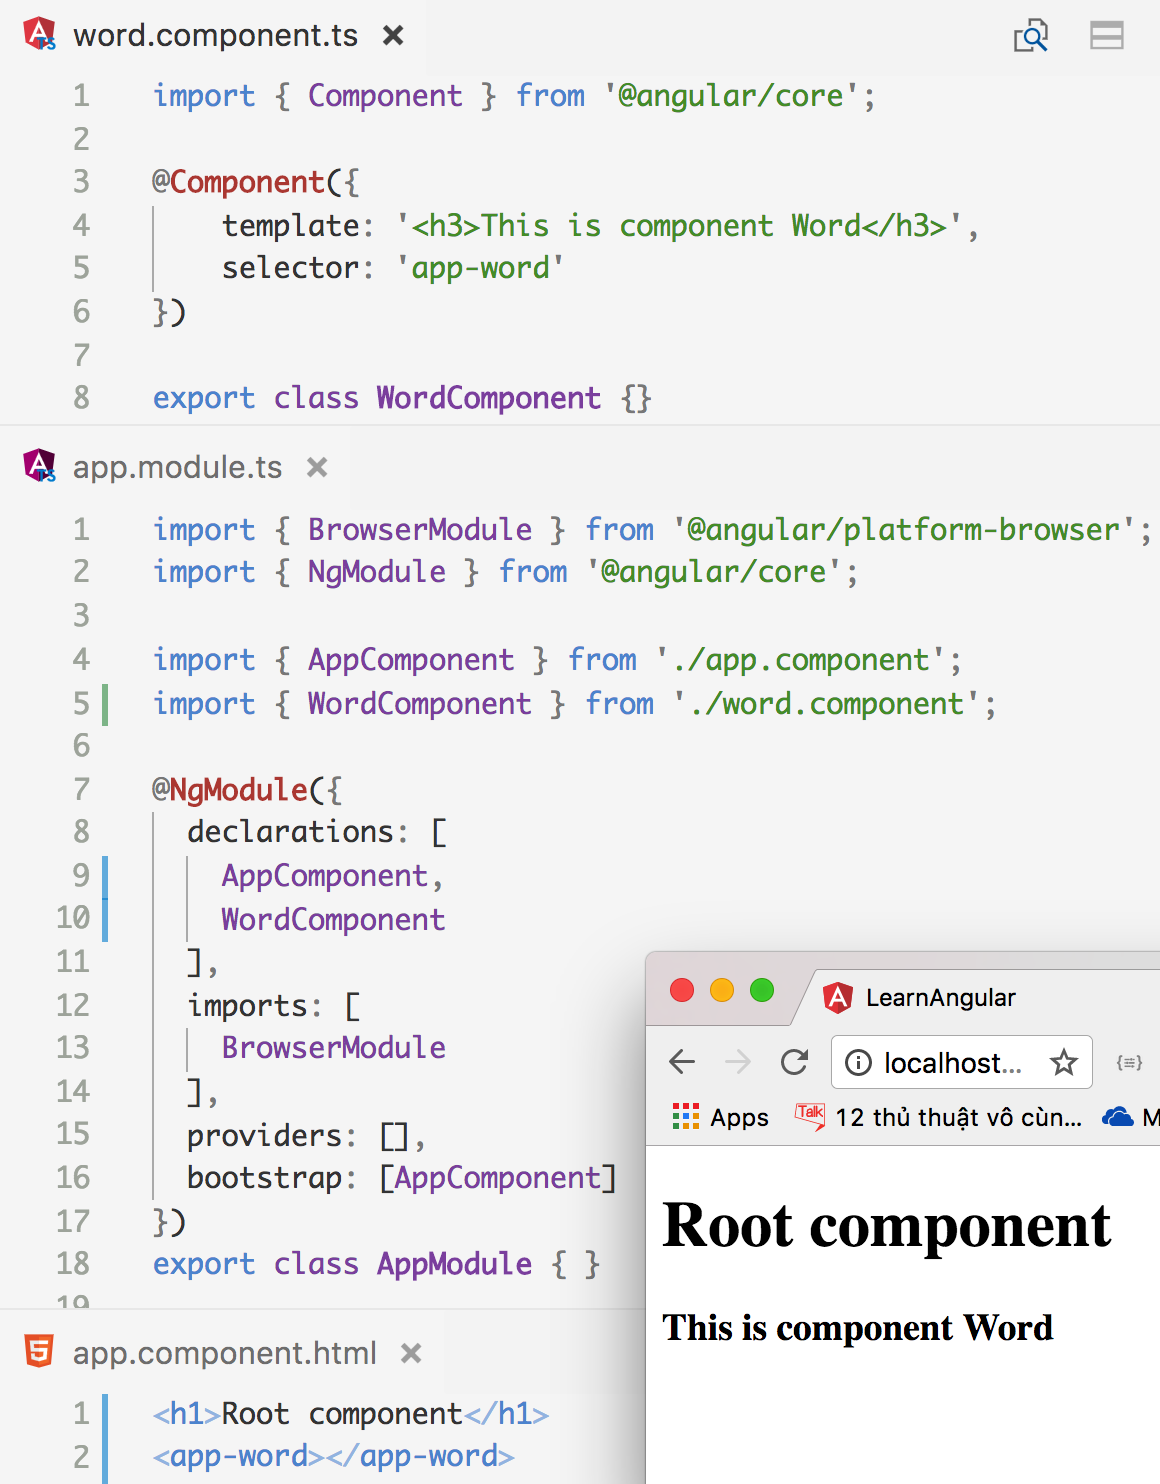 word.component.ts
1 import { Component } from '@angular/core';
2
3 @Component({
4 template: '<h3>This is component Word</h3>',
5 selector: 'app-word'
6 })
7
8 export class WordComponent {}
app.module.ts
1 import { BrowserModule } from '@angular/platform-browser';
2 import { NgModule } from '@angular/core';
3
4 import { AppComponent } from './app.component';
5 import { WordComponent } from './word.component';
6
7 @NgModule({
8 declarations: [
9 AppComponent,
10 WordComponent
11 ],
12 imports: [
13 BrowserModule
14 ],
15 providers: [],
16 bootstrap: [AppComponent]
17 })
18 export class AppModule { }
19
app.component.html
1 <h1>Root component</h1>
2 <app-word></app-word>
LearnAngular
localhost...
Apps
Talk
12 thủ thuật vô cùn...
M
Root component
This is component Word